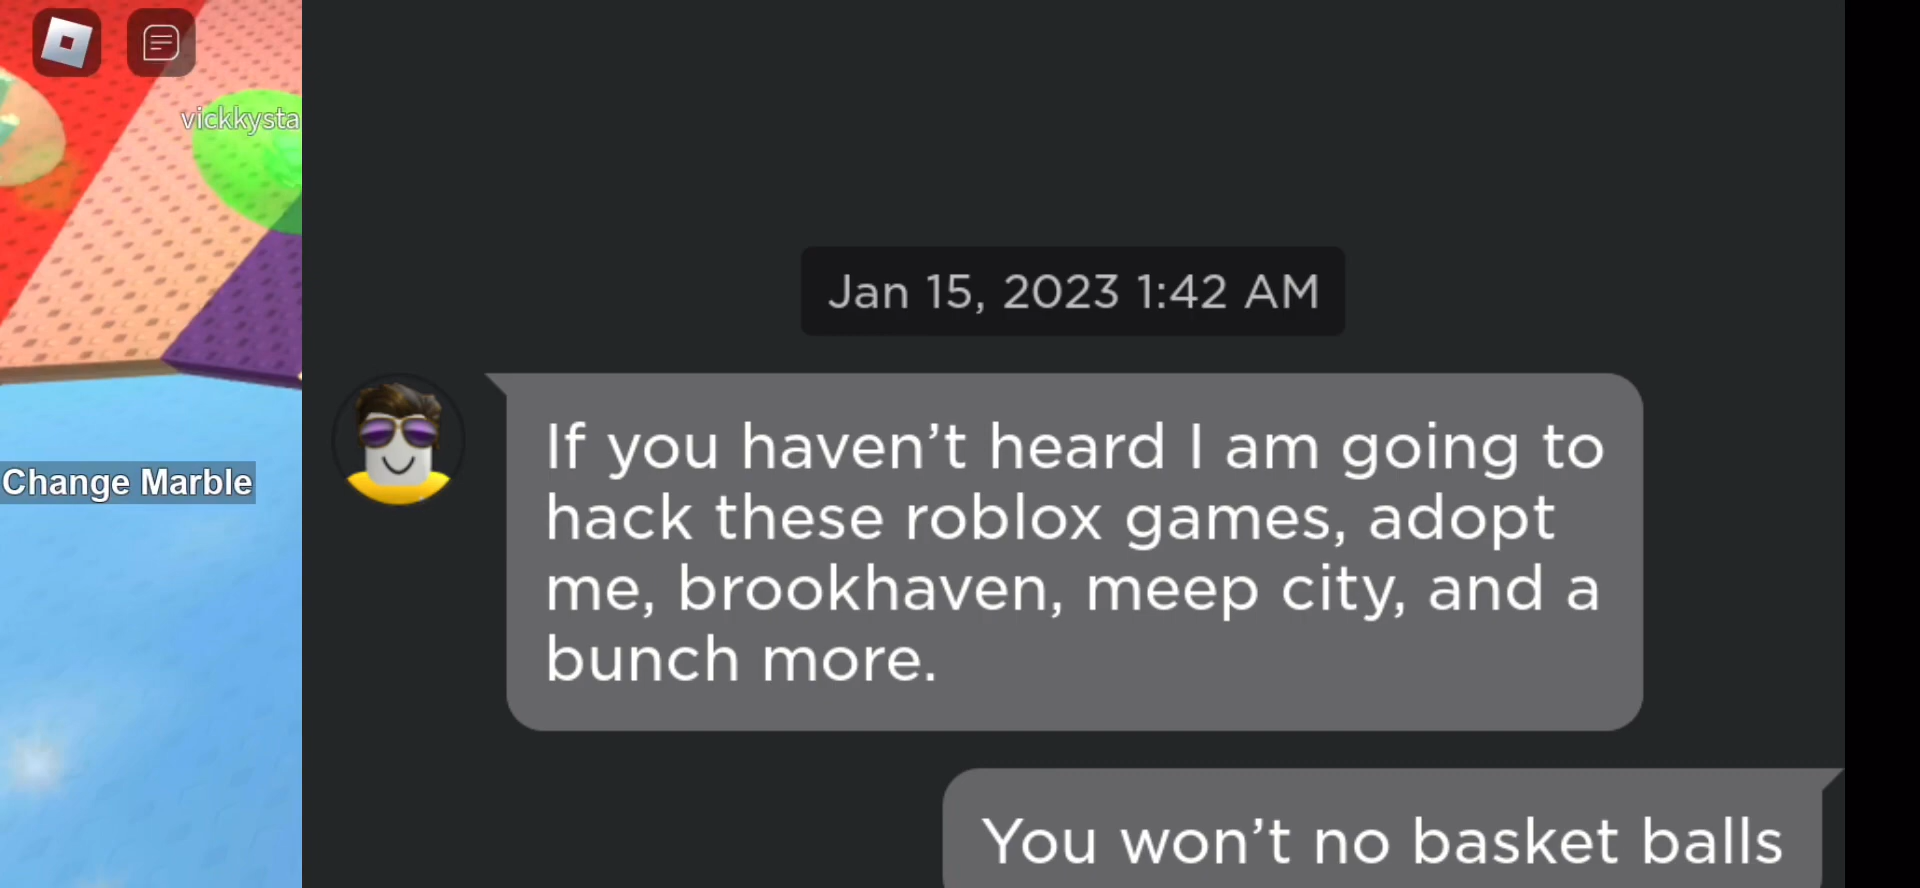 vickkysta
Change Marble
Jan 15, 2023 1:42 AM
If you haven’t heard I am going to
hack these roblox games, adopt
me, brookhaven, meep city, and a
bunch more.
You won’t no basket balls